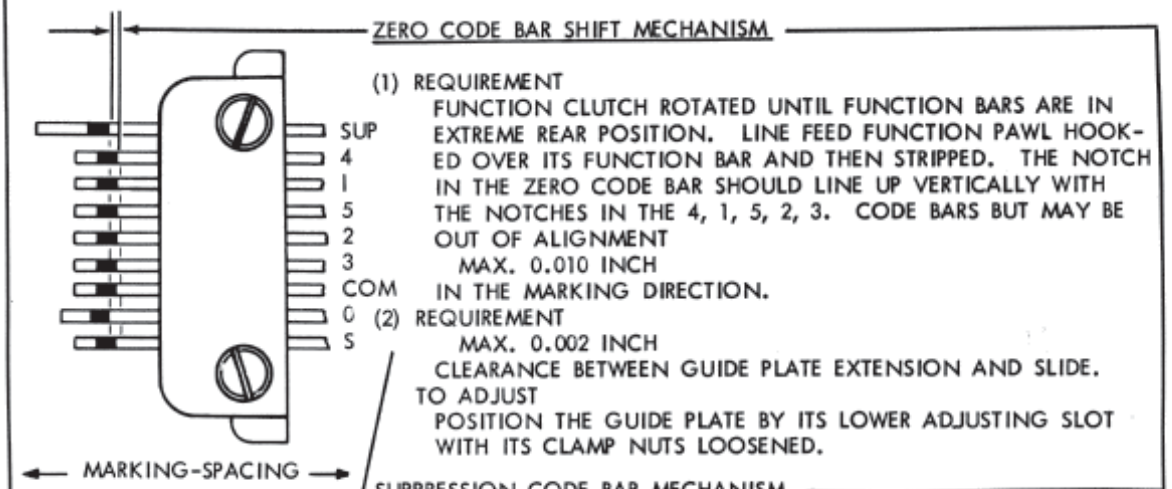 ZERO CODE BAR SHIFT MECHANISM
(1) REQUIREMENT
FUNCTION CLUTCH ROTATED UNTIL FUNCTION BARS ARE IN
EXTREME REAR POSITION. LINE FEED FUNCTION PAWL HOOK-
ED OVER ITS FUNCTION BAR AND THEN STRIPPED. THE NOTCH
IN THE ZERO CODE BAR SHOULD LINE UP VERTICALLY WITH
THE NOTCHES IN THE 4, 1, 5, 2, 3. CODE BARS BUT MAY BE
OUT OF ALIGNMENT
MAX. 0.010 INCH
IN THE MARKING DIRECTION.
(2) REQUIREMENT
MAX. 0.002 INCH
CLEARANCE BETWEEN GUIDE PLATE EXTENSION AND SLIDE.
TO ADJUST
POSITION THE GUIDE PLATE BY ITS LOWER ADJUSTING SLOT
WITH ITS CLAMP NUTS LOOSENED.
SUP
4
1
5
2
3
COM
0
S
MARKING-SPACING
SUPPRESSION CODE BAR MECHANISM